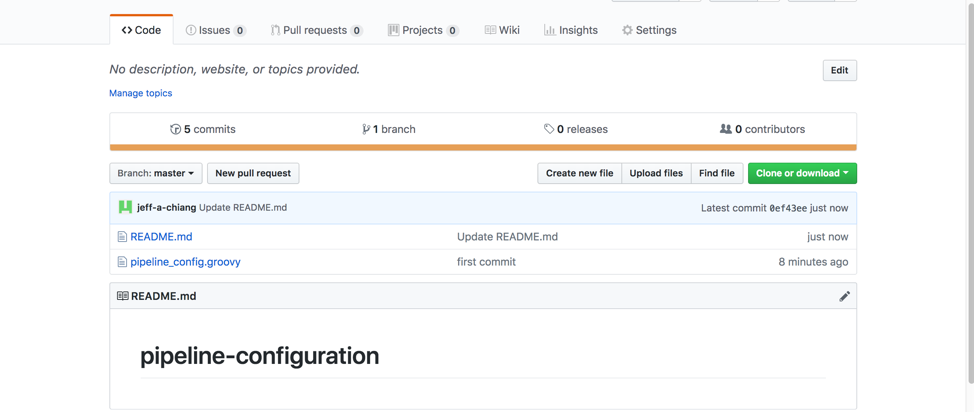 Code Issues 0 Pull requests 0 Projects 0 Wiki Insights Settings
No description, website, or topics provided. Edit
Manage topics
5 commits 1 branch 0 releases 0 contributors
Branch: master New pull request Create new file Upload files Find file Clone or download
jeff-a-chiang Update README.md Latest commit 0ef43ee just now
README.md Update README.md just now
pipeline_config.groovy first commit 8 minutes ago
README.md
pipeline-configuration